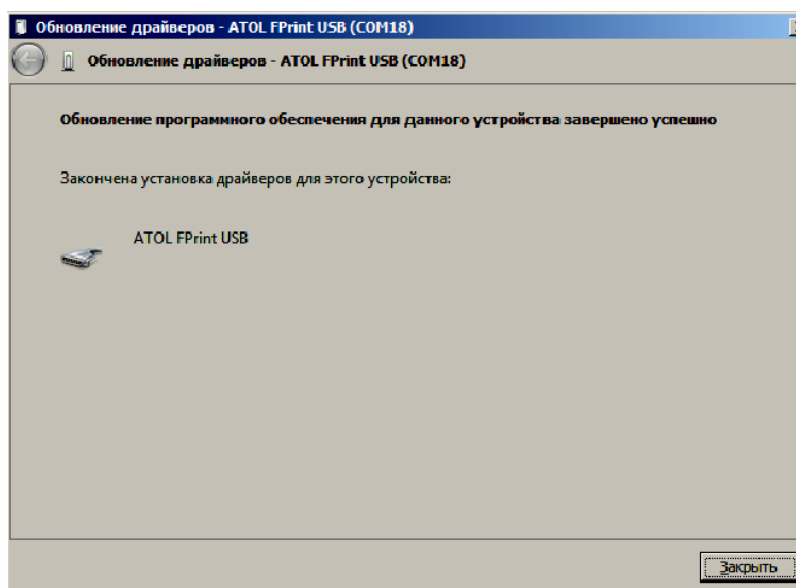 Обновление драйверов - ATOL FPrint USB (COM18)
Обновление драйверов - ATOL FPrint USB (COM18)
Обновление программного обеспечения для данного устройства завершено успешно
Закончена установка драйверов для этого устройства:
ATOL FPrint USB
Закрыть